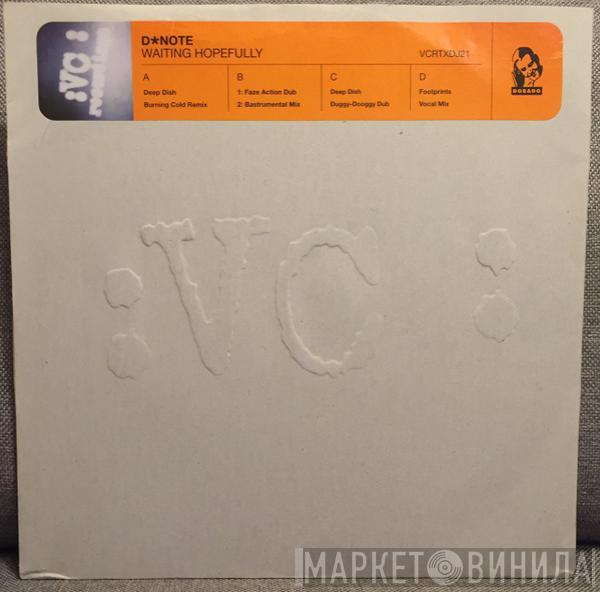 :VC :
recordings
D★NOTE
WAITING HOPEFULLY
VCRTXDJ21
A
Deep Dish
Burning Cold Remix
B
1: Faze Action Dub
2: Bastrumental Mix
C
Deep Dish
Duggy-Dooggy Dub
D
Footprints
Vocal Mix
DORADO
:VC :
МАРКЕТ ВИНИЛА